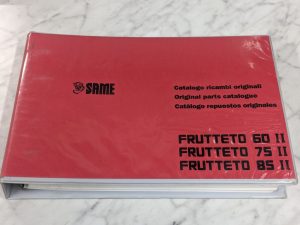 SAME
Catalogo ricambi originali
Original parts catalogue
Catálogo repuestos originales
FRUTTETO 60 II
FRUTTETO 75 II
FRUTTETO 85 II